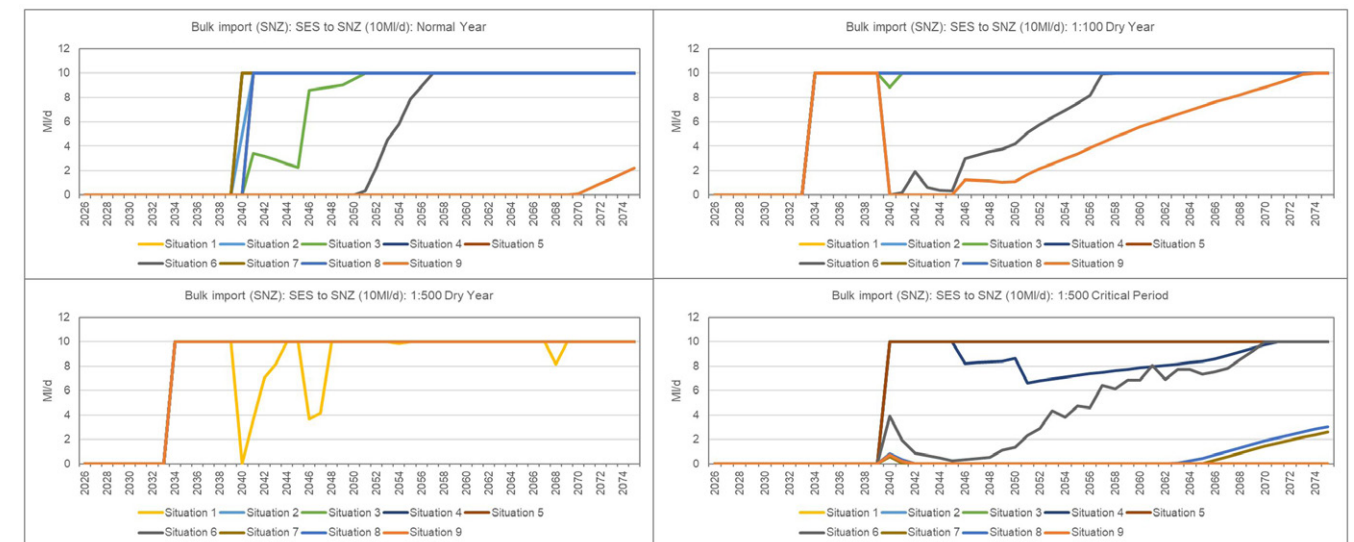 Bulk import (SNZ): SES to SNZ (10Ml/d): Normal Year
12
10
8
6
4
2
0
Ml/d
2026 2028 2030 2032 2034 2036 2038 2040 2042 2044 2046 2048 2050 2052 2054 2056 2058 2060 2062 2064 2066 2068 2070 2072 2074
Situation 1 Situation 2 Situation 3 Situation 4 Situation 5
Situation 6 Situation 7 Situation 8 Situation 9
Bulk import (SNZ): SES to SNZ (10Ml/d): 1:100 Dry Year
12
10
8
6
4
2
0
Ml/d
2026 2028 2030 2032 2034 2036 2038 2040 2042 2044 2046 2048 2050 2052 2054 2056 2058 2060 2062 2064 2066 2068 2070 2072 2074
Situation 1 Situation 2 Situation 3 Situation 4 Situation 5
Situation 6 Situation 7 Situation 8 Situation 9
Bulk import (SNZ): SES to SNZ (10Ml/d): 1:500 Dry Year
12
10
8
6
4
2
0
Ml/d
2026 2028 2030 2032 2034 2036 2038 2040 2042 2044 2046 2048 2050 2052 2054 2056 2058 2060 2062 2064 2066 2068 2070 2072 2074
Situation 1 Situation 2 Situation 3 Situation 4 Situation 5
Situation 6 Situation 7 Situation 8 Situation 9
Bulk import (SNZ): SES to SNZ (10Ml/d): 1:500 Critical Period
12
10
8
6
4
2
0
Ml/d
2026 2028 2030 2032 2034 2036 2038 2040 2042 2044 2046 2048 2050 2052 2054 2056 2058 2060 2062 2064 2066 2068 2070 2072 2074
Situation 1 Situation 2 Situation 3 Situation 4 Situation 5
Situation 6 Situation 7 Situation 8 Situation 9